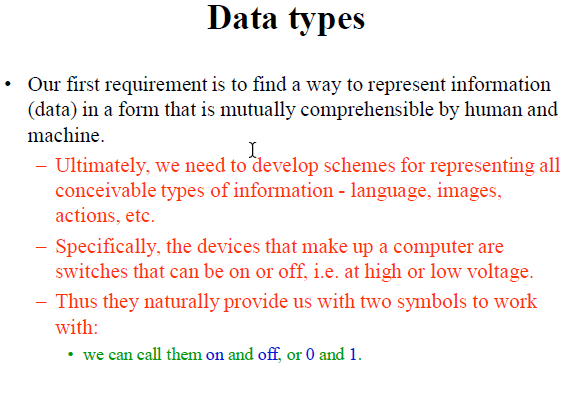 Data types
• Our first requirement is to find a way to represent information
(data) in a form that is mutually comprehensible by human and
machine.
– Ultimately, we need to develop schemes for representing all
conceivable types of information - language, images,
actions, etc.
– Specifically, the devices that make up a computer are
switches that can be on or off, i.e. at high or low voltage.
– Thus they naturally provide us with two symbols to work
with:
• we can call them on and off, or 0 and 1.